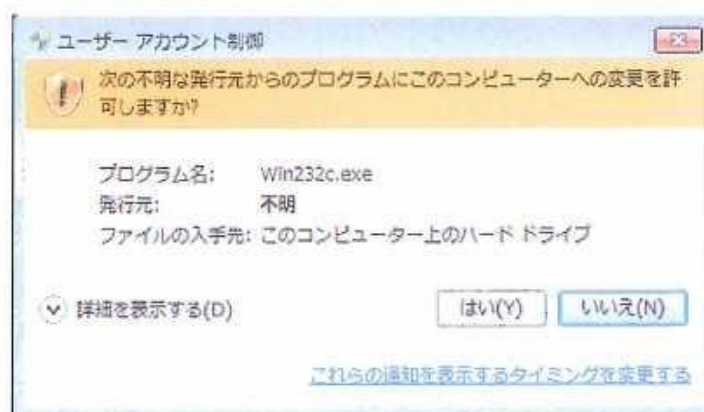 ユーザー アカウント制御
次の不明な発行元からのプログラムにこのコンピューターへの変更を許
可しますか?
プログラム名: Win232c.exe
発行元: 不明
ファイルの入手先: このコンピューター上のハード ドライブ
詳細を表示する(D)
はい(Y) いいえ(N)
これらの通知を表示するタイミングを変更する